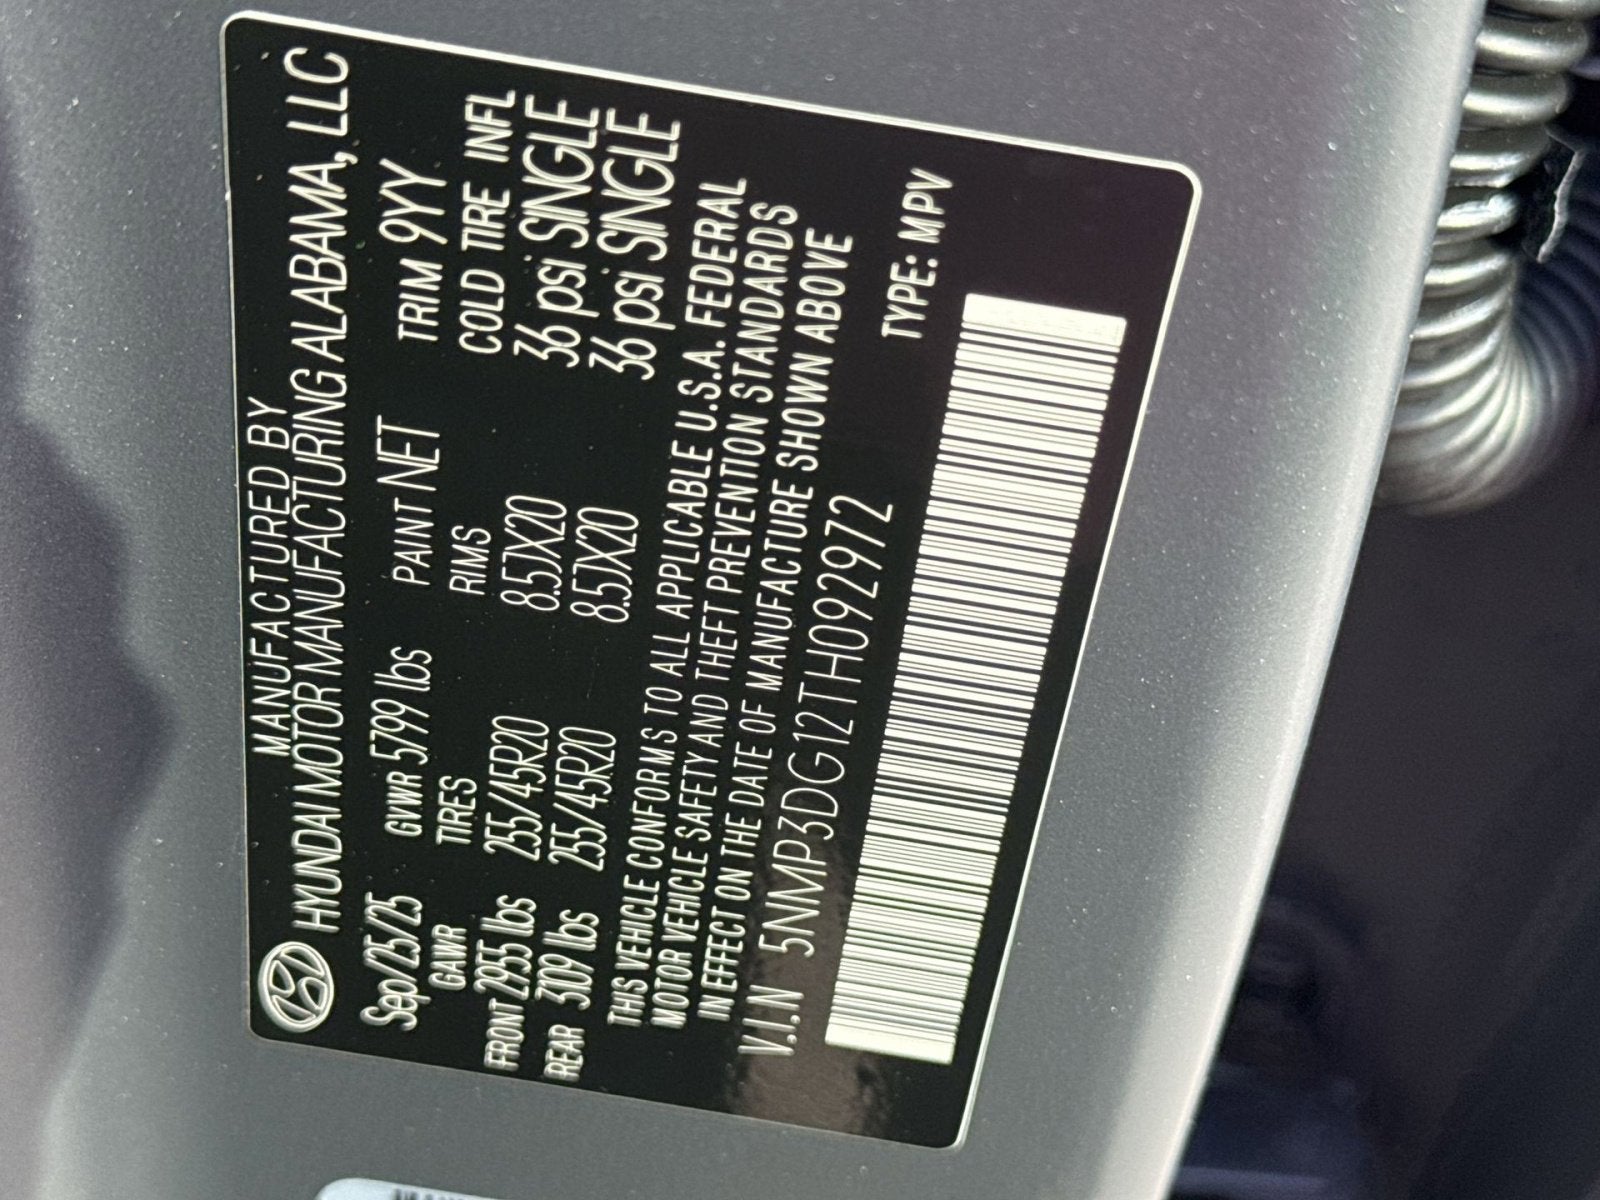 MANUFACTURED BY
HYUNDAI MOTOR MANUFACTURING ALABAMA, LLC
Sep/25/25 GVWR 5799 lbs PAINT NET TRIM 9YY
GAWR TIRES RIMS COLD TIRE INFL
FRONT 2955 lbs 255/45R20 8.5JX20 36 psi SINGLE
REAR 3109 lbs 255/45R20 8.5JX20 36 psi SINGLE
THIS VEHICLE CONFORMS TO ALL APPLICABLE U.S.A. FEDERAL
MOTOR VEHICLE SAFETY AND THEFT PREVENTION STANDARDS
IN EFFECT ON THE DATE OF MANUFACTURE SHOWN ABOVE
V.I.N 5NMP3DG12TH092972 TYPE: MPV